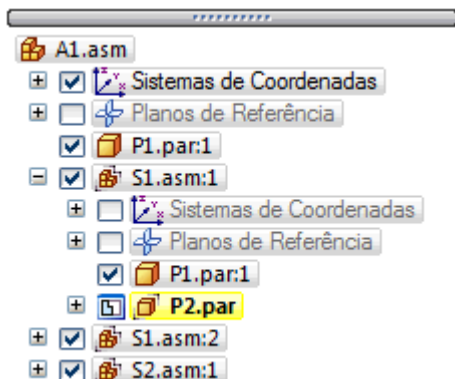 A1.asm
Sistemas de Coordenadas
Planos de Referência
P1.par:1
S1.asm:1
Sistemas de Coordenadas
Planos de Referência
P1.par:1
P2.par
S1.asm:2
S2.asm:1